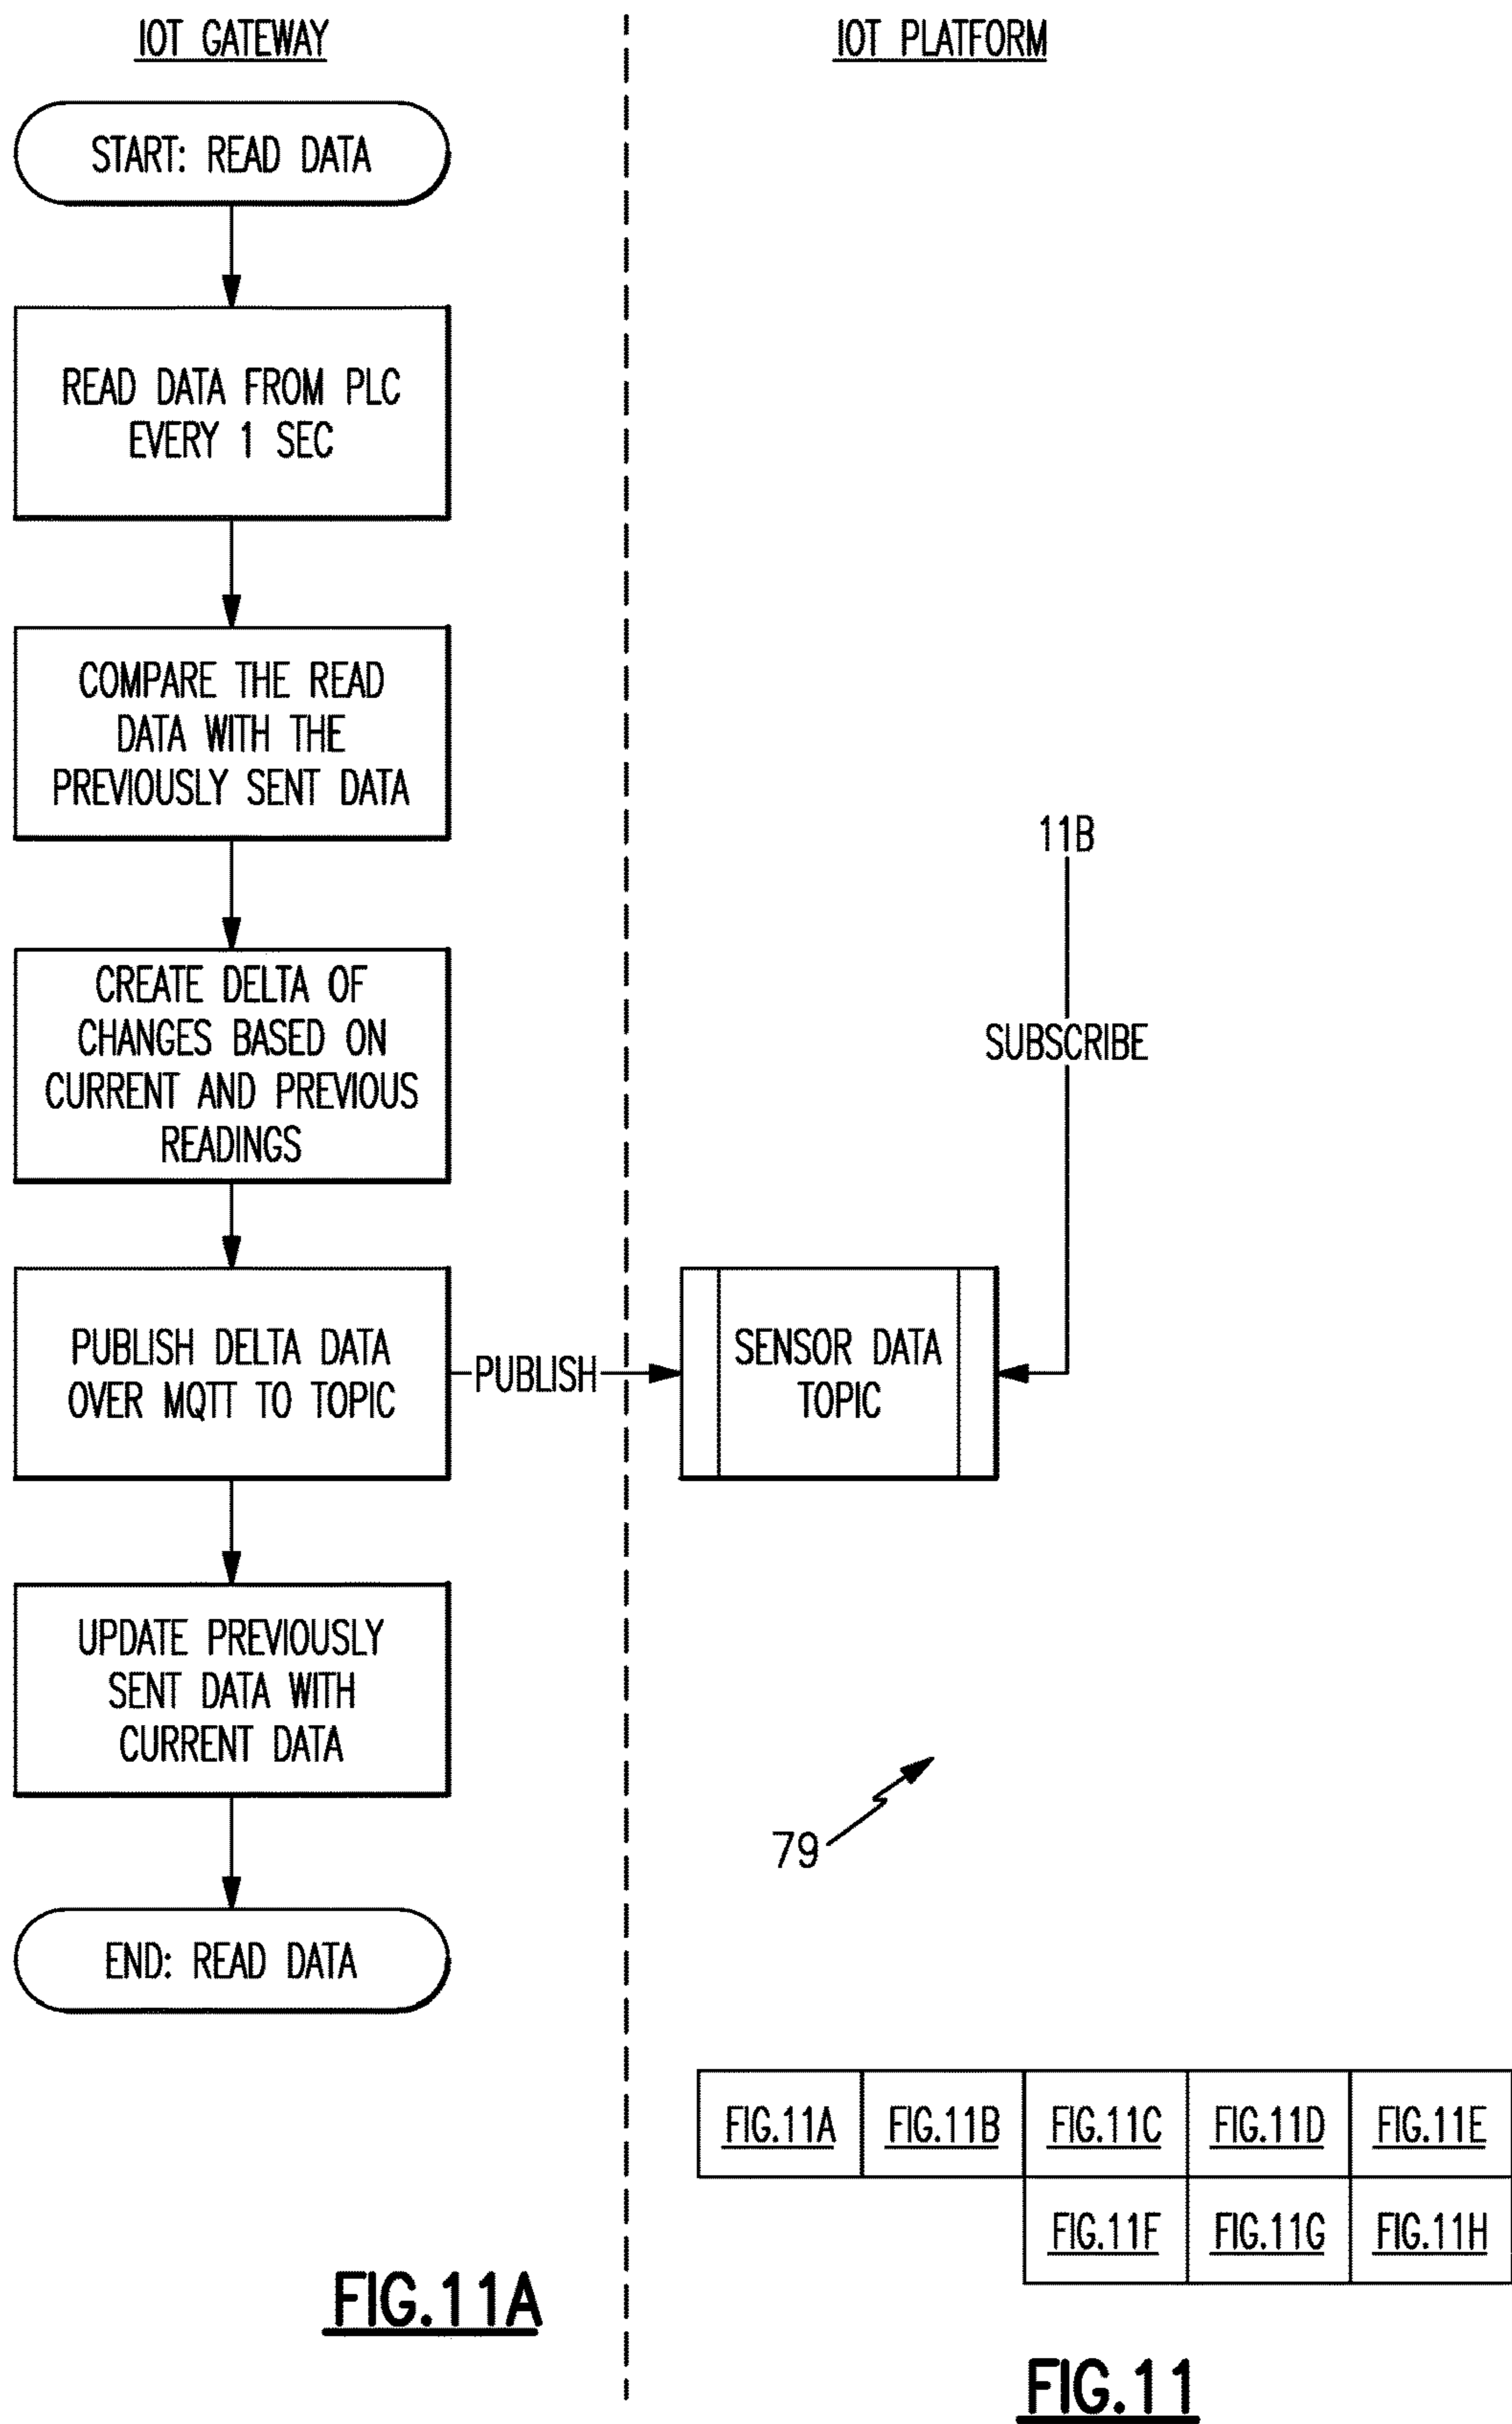 IOT GATEWAY
START: READ DATA
READ DATA FROM PLC
EVERY 1 SEC
COMPARE THE READ
DATA WITH THE
PREVIOUSLY SENT DATA
CREATE DELTA OF
CHANGES BASED ON
CURRENT AND PREVIOUS
READINGS
PUBLISH DELTA DATA
OVER MQTT TO TOPIC
PUBLISH
UPDATE PREVIOUSLY
SENT DATA WITH
CURRENT DATA
END: READ DATA
FIG.11A
IOT PLATFORM
11B
SUBSCRIBE
SENSOR DATA
TOPIC
79
FIG.11A FIG.11B FIG.11C FIG.11D FIG.11E
FIG.11F FIG.11G FIG.11H
FIG.11